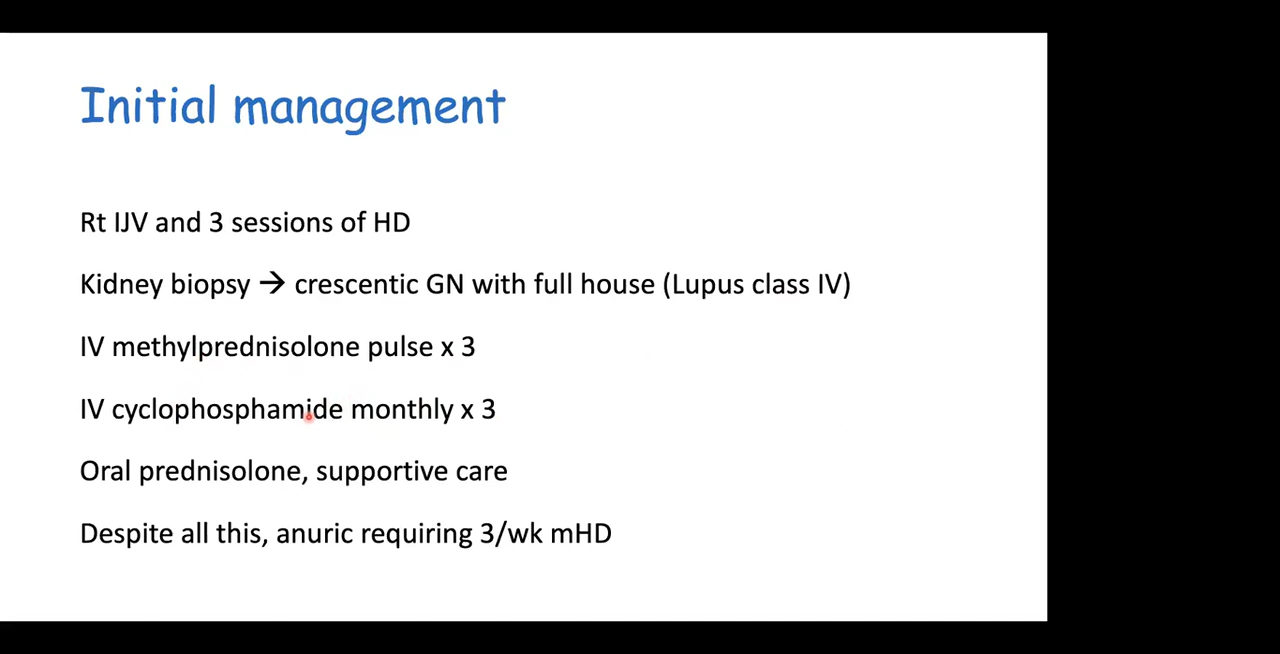 Initial management
Rt IJV and 3 sessions of HD
Kidney biopsy → crescentic GN with full house (Lupus class IV)
IV methylprednisolone pulse x 3
IV cyclophosphamide monthly x 3
Oral prednisolone, supportive care
Despite all this, anuric requiring 3/wk mHD